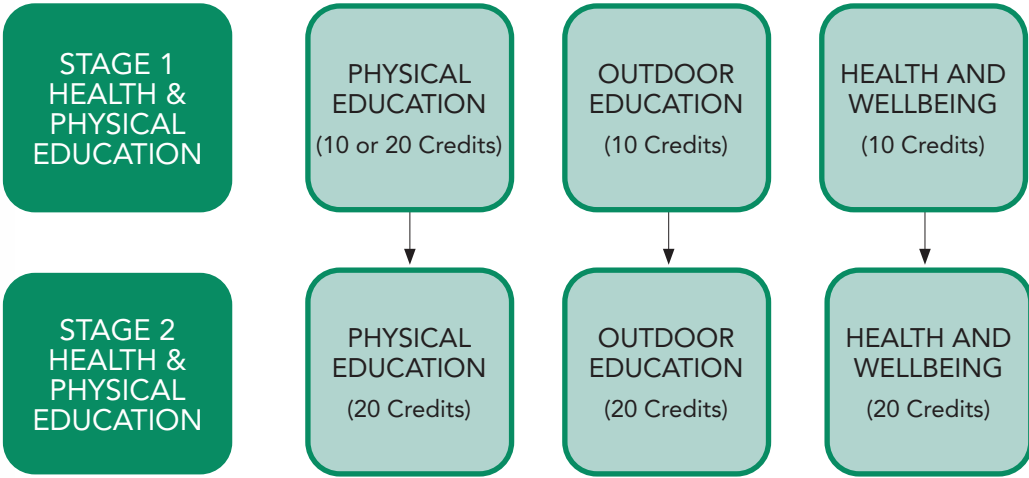 STAGE 1
HEALTH &
PHYSICAL
EDUCATION
PHYSICAL
EDUCATION
(10 or 20 Credits)
OUTDOOR
EDUCATION
(10 Credits)
HEALTH AND
WELLBEING
(10 Credits)
STAGE 2
HEALTH &
PHYSICAL
EDUCATION
PHYSICAL
EDUCATION
(20 Credits)
OUTDOOR
EDUCATION
(20 Credits)
HEALTH AND
WELLBEING
(20 Credits)